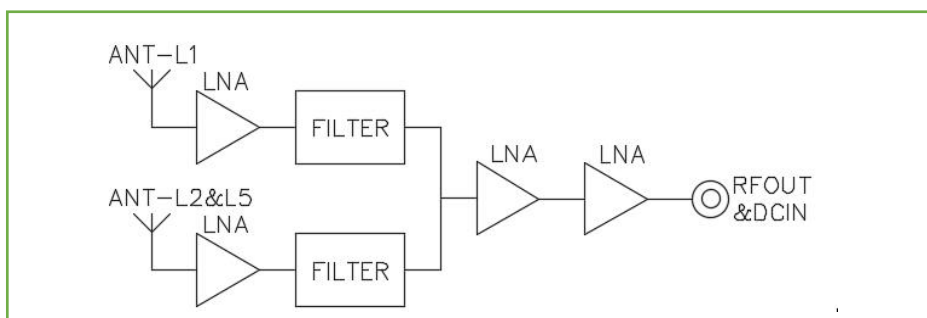 ANT-L1
LNA
FILTER
LNA
LNA
RFOUT
&DCIN
ANT-L2&L5
LNA
FILTER